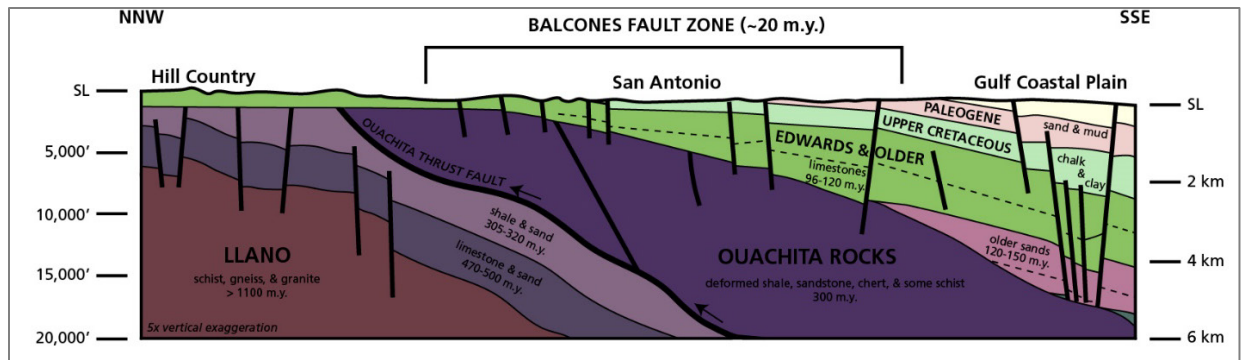 NNW
SSE
BALCONES FAULT ZONE (~20 m.y.)
Hill Country
San Antonio
Gulf Coastal Plain
SL
SL
5,000’
10,000’
15,000’
20,000’
2 km
4 km
6 km
OUACHITA THRUST FAULT
PALEOGENE
sand & mud
UPPER CRETACEOUS
chalk
&
clay
EDWARDS & OLDER
limestones
96-120 m.y.
shale & sand
305-320 m.y.
limestone & sand
470-500 m.y.
LLANO
schist, gneiss, & granite
> 1100 m.y.
OUACHITA ROCKS
deformed shale, sandstone, chert, & some schist
300 m.y.
older sands
120-150 m.y.
5x vertical exaggeration